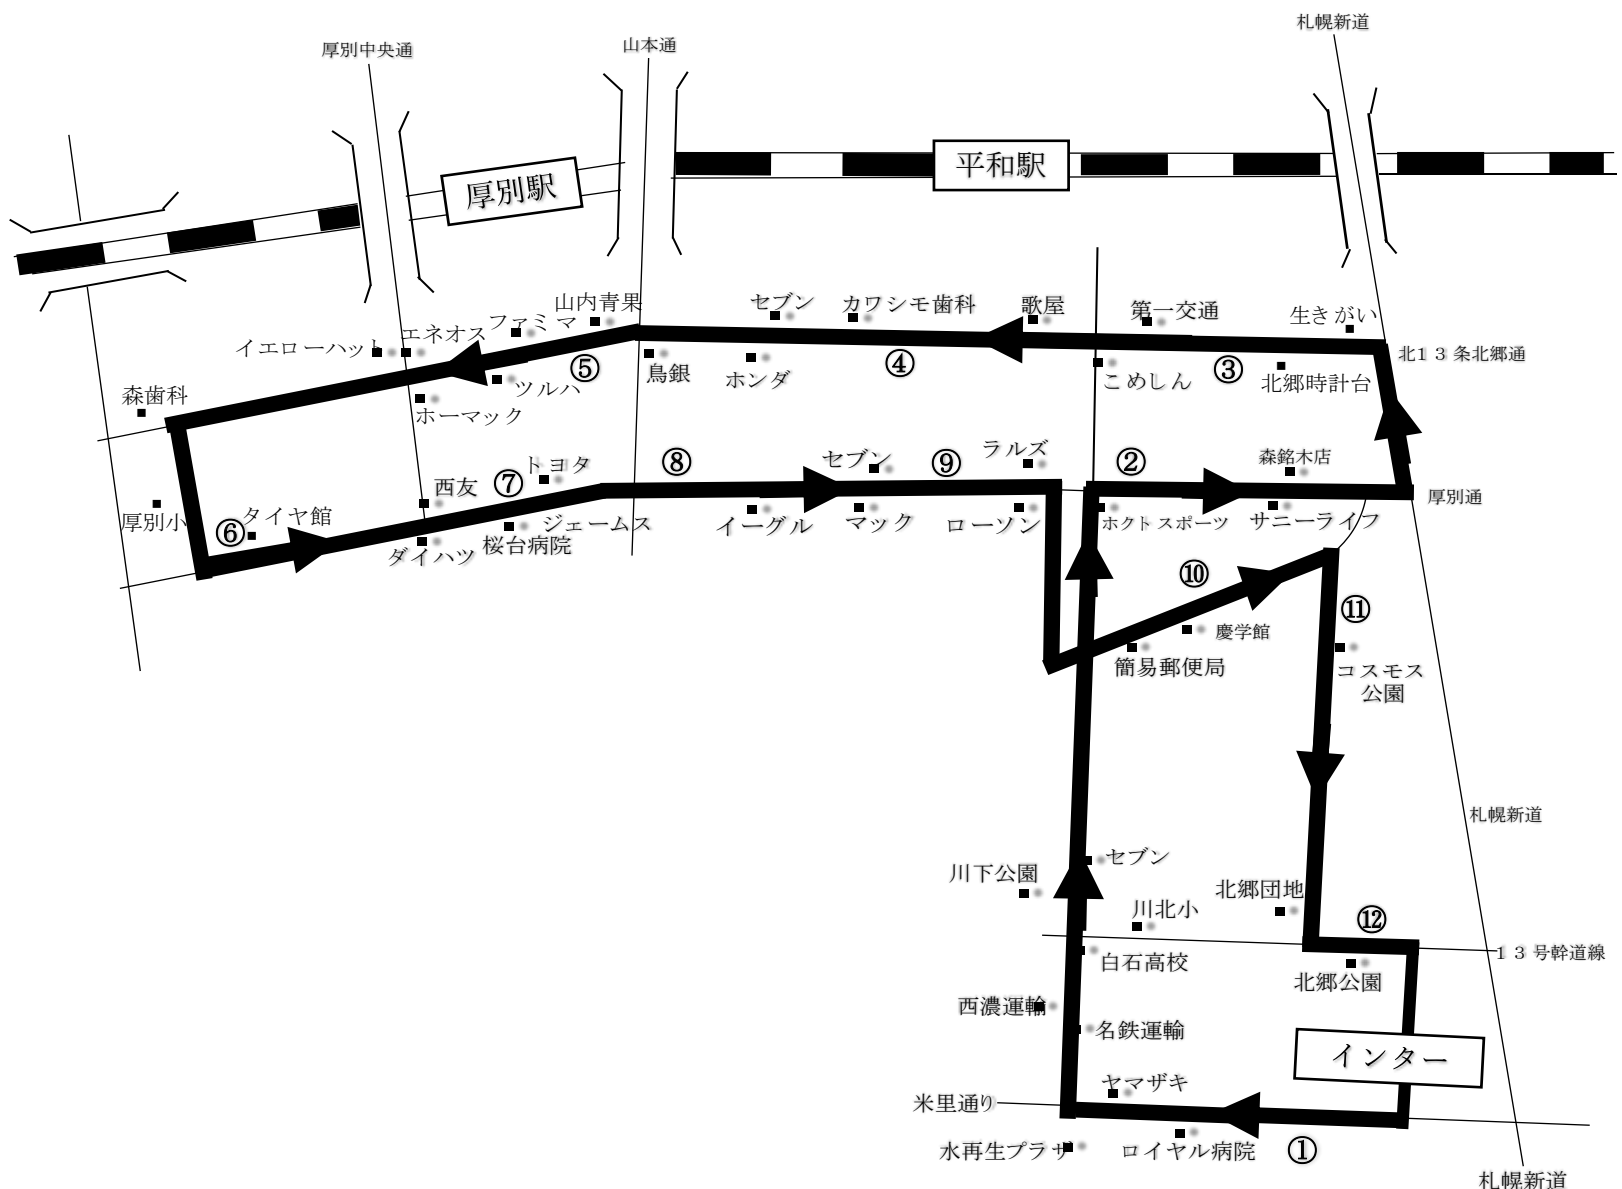 札幌新道
山本通
厚別中央通
平和駅
厚別駅
山内青果
セブン
カワシモ歯科
歌屋
第一交通
生きがい
ファミマ
エネオス
イエローハット
北13条北郷通
⑤
④
③
鳥銀
ホンダ
こめしん
北郷時計台
ツルハ
森歯科
ホーマック
ラルズ
⑧
セブン
⑨
②
森銘木店
トヨタ
⑦
西友
厚別通
厚別小
タイヤ館
⑥
ジェームス
イーグル
マック
ローソン
ホクトスポーツ
サニーライフ
桜台病院
ダイハツ
⑩
⑪
慶学館
簡易郵便局
コスモス
公園
札幌新道
セブン
川下公園
北郷団地
川北小
⑫
13号幹道線
白石高校
北郷公園
西濃運輸
名鉄運輸
インター
ヤマザキ
米里通り
水再生プラザ
ロイヤル病院
①
札幌新道